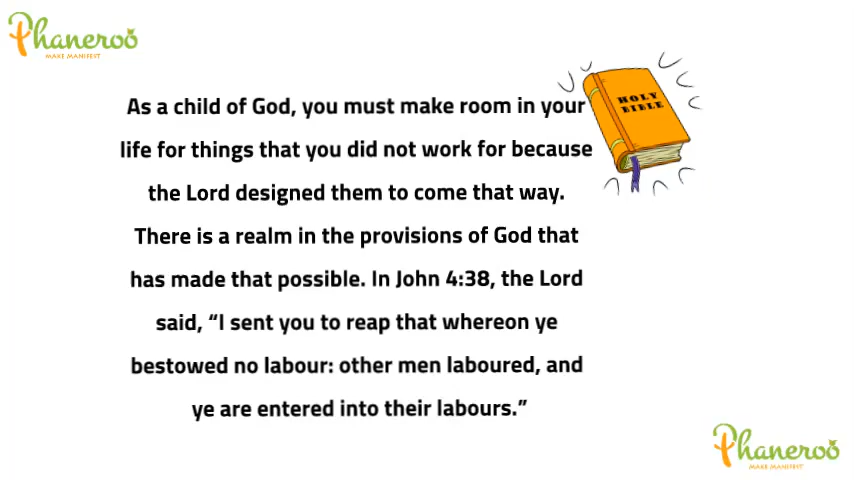 Phaneroo
MAKE MANIFEST
HOLY
BIBLE
As a child of God, you must make room in your
life for things that you did not work for because
the Lord designed them to come that way.
There is a realm in the provisions of God that
has made that possible. In John 4:38, the Lord
said, “I sent you to reap that whereon ye
bestowed no labour: other men laboured, and
ye are entered into their labours.”
Phaneroo
MAKE MANIFEST